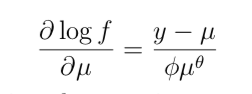 ∂ log f / ∂μ = y − μ / ϕμ^θ